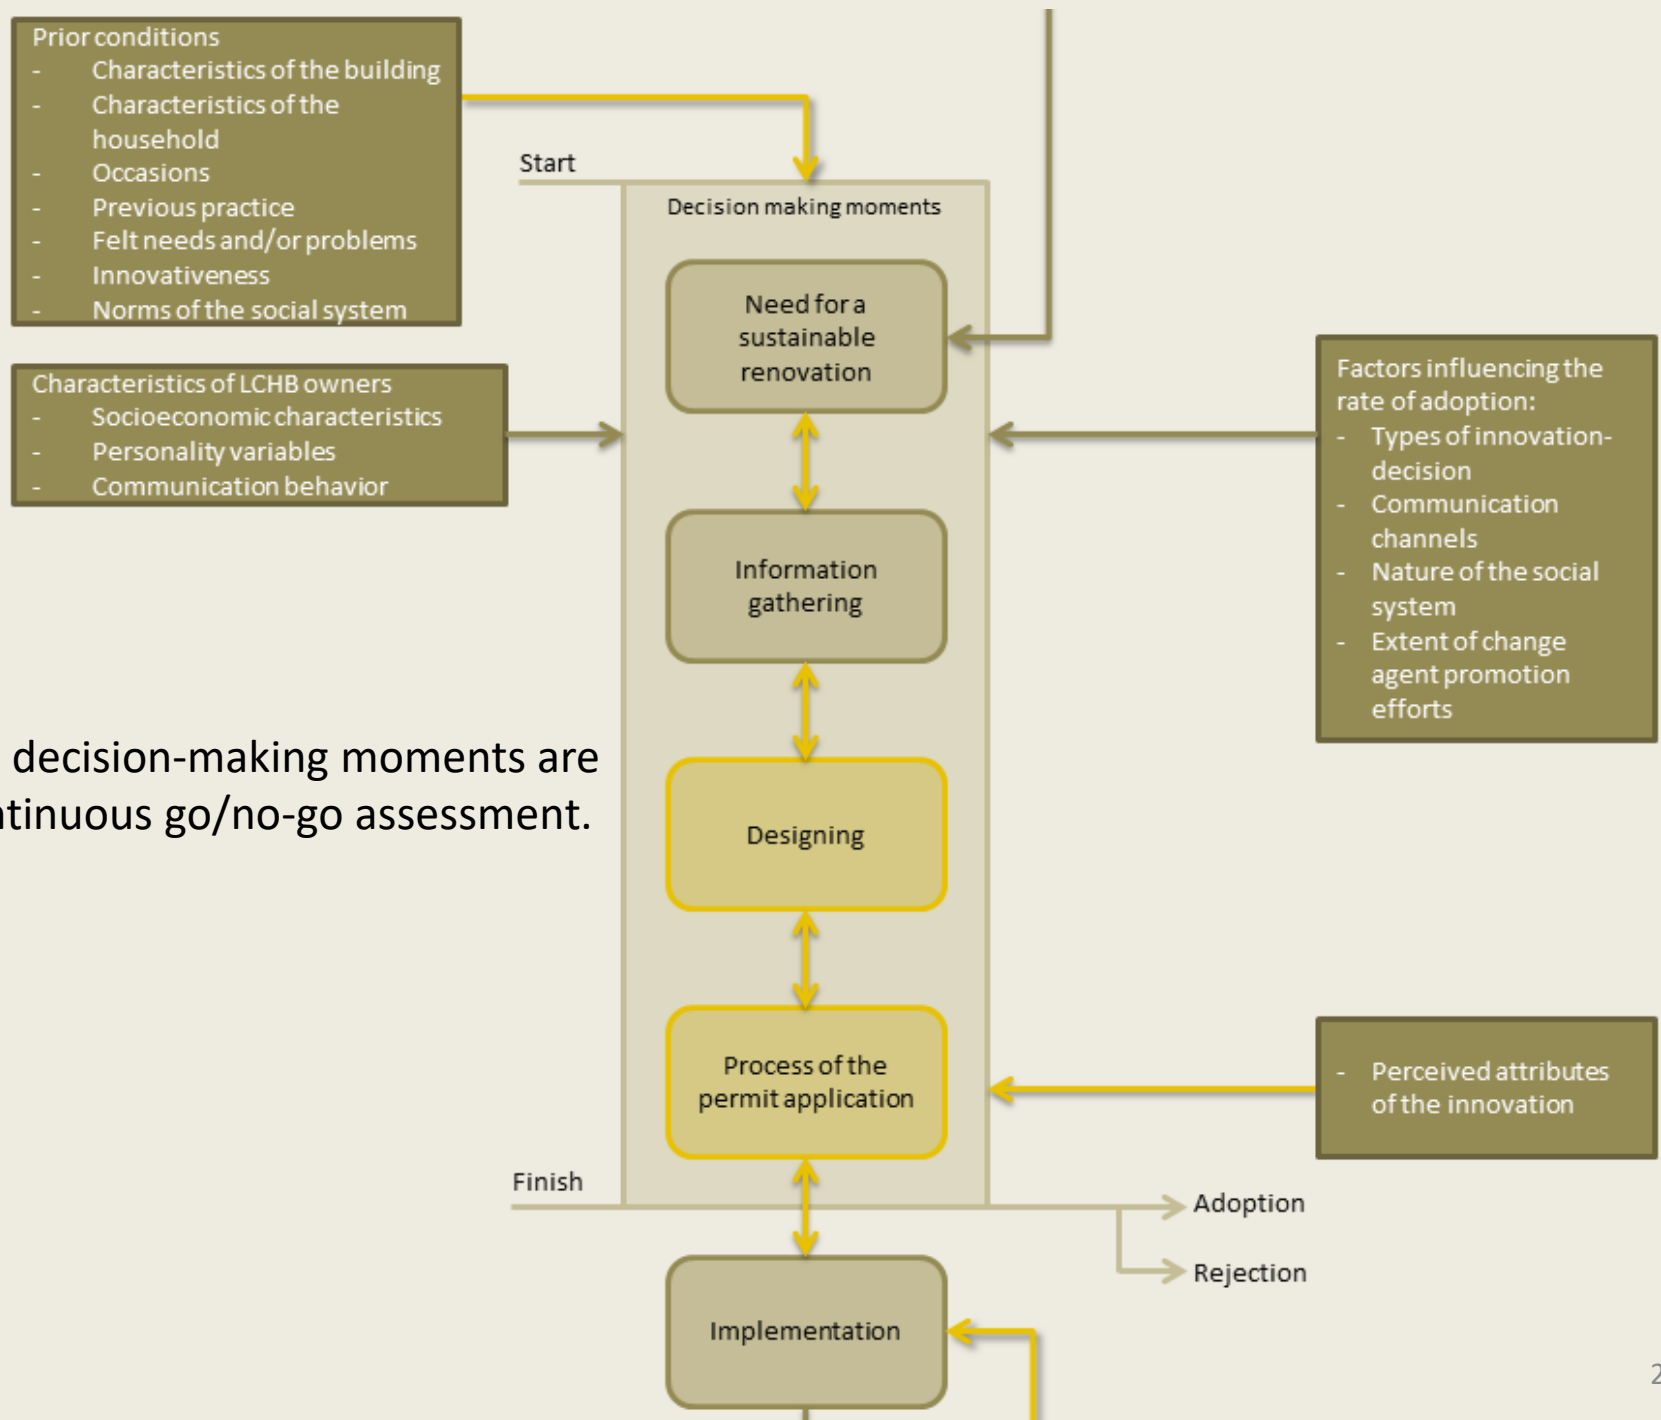 Prior conditions
- Characteristics of the building
- Characteristics of the
household
- Occasions
- Previous practice
- Felt needs and/or problems
- Innovativeness
- Norms of the social system
Characteristics of LCHB owners
- Socioeconomic characteristics
- Personality variables
- Communication behavior
decision-making moments are
ntinuous go/no-go assessment.
Start
Decision making moments
Need for a
sustainable
renovation
Information
gathering
Designing
Process of the
permit application
Finish
Implementation
Factors influencing the
rate of adoption:
- Types of innovation-
decision
- Communication
channels
- Nature of the social
system
- Extent of change
agent promotion
efforts
- Perceived attributes
of the innovation
Adoption
Rejection
2